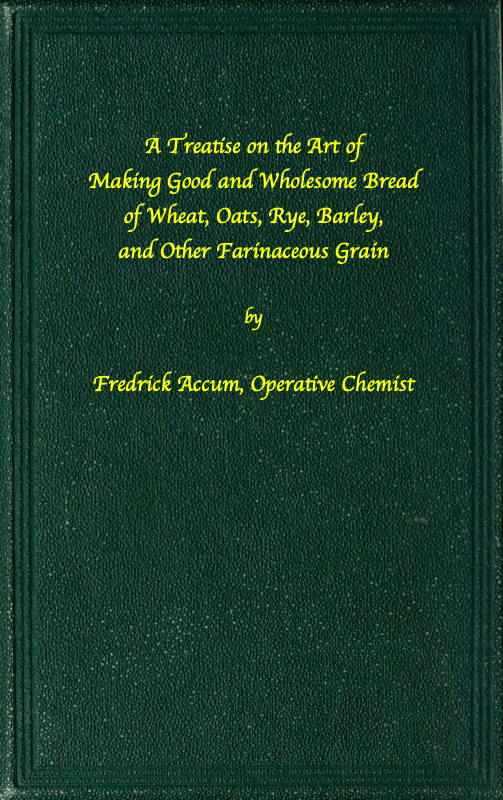 A Treatise on the Art of
Making Good and Wholesome Bread
of Wheat, Oats, Rye, Barley,
and Other Farinaceous Grain
by
Fredrick Accum, Operative Chemist